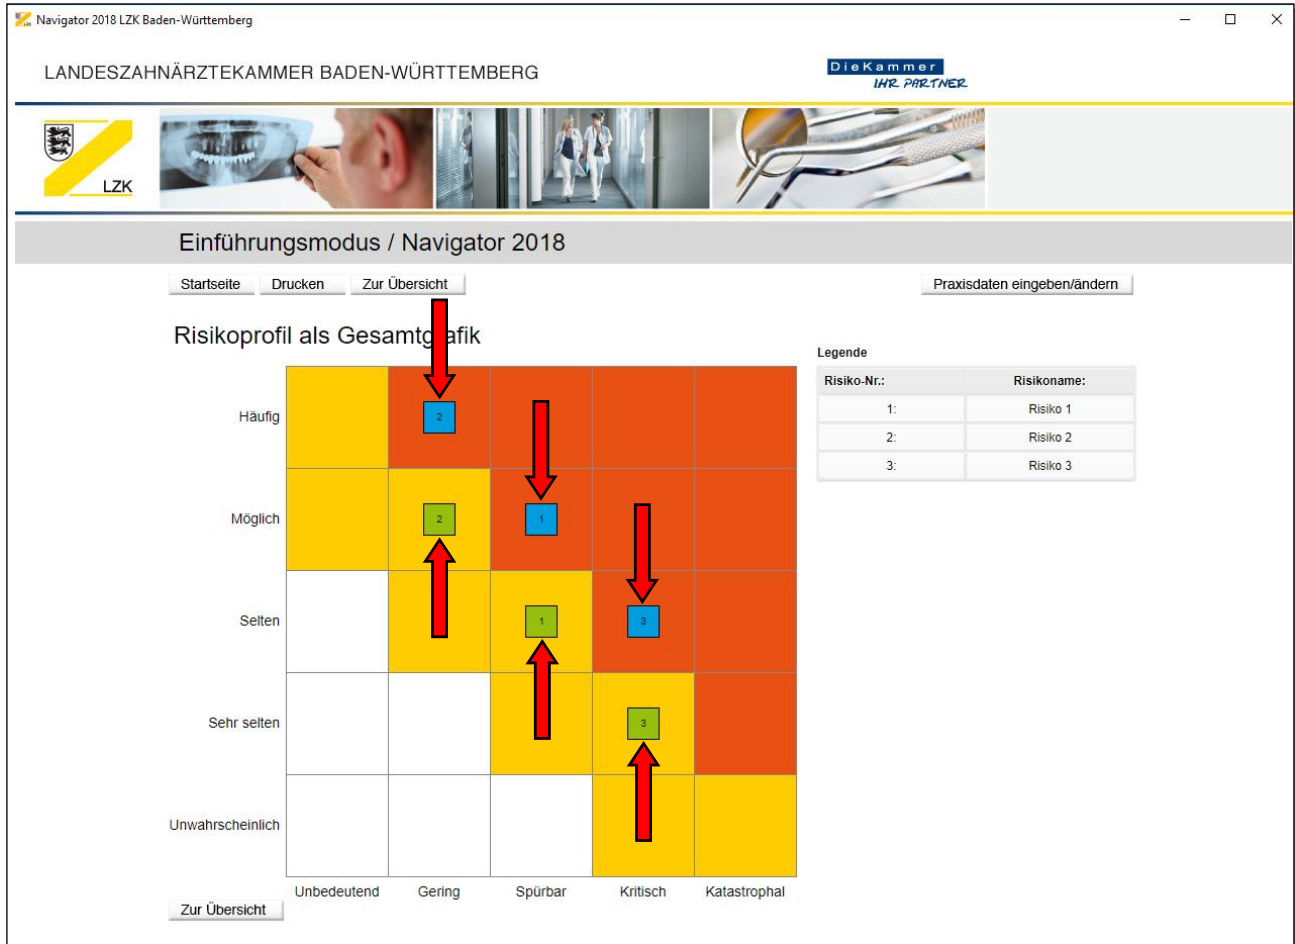 Navigator 2018 LZK Baden-Württemberg
LANDESZAHNÄRZTEKAMMER BADEN-WÜRTTEMBERG
DieKammer
IHR PARTNER
LZK
Einführungsmodus / Navigator 2018
Startseite Drucken Zur Übersicht Praxisdaten eingeben/ändern
Risikoprofil als Gesamtgrafik
Legende
Risiko-Nr.: Risikoname:
1: Risiko 1
2: Risiko 2
3: Risiko 3
Häufig 2
Möglich 2 1
Selten 1 3
Sehr selten 3
Unwahrscheinlich
Unbedeutend Gering Spürbar Kritisch Katastrophal
Zur Übersicht